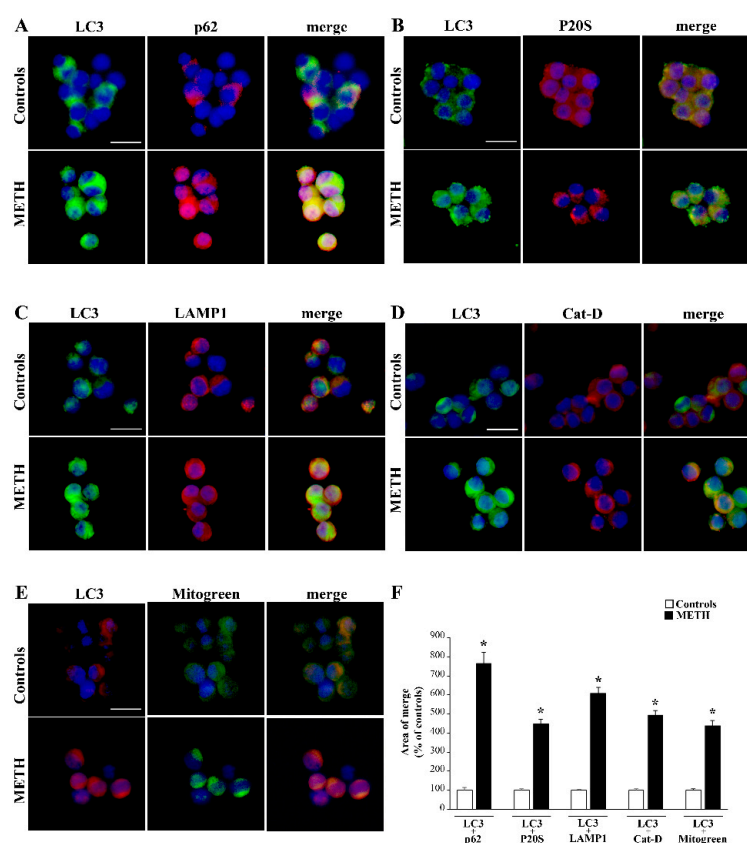 A
LC3 p62 merge
Controls
METH
B
LC3 P20S merge
Controls
METH
C
LC3 LAMP1 merge
Controls
METH
D
LC3 Cat-D merge
Controls
METH
E
LC3 Mitogreen merge
Controls
METH
F
Controls
METH
Area of merge
(% of controls)
900
800
700
600
500
400
300
200
100
0
* * * * *
LC3 LC3 LC3 LC3 LC3
+ + + + +
p62 P20S LAMP1 Cat-D Mitogreen